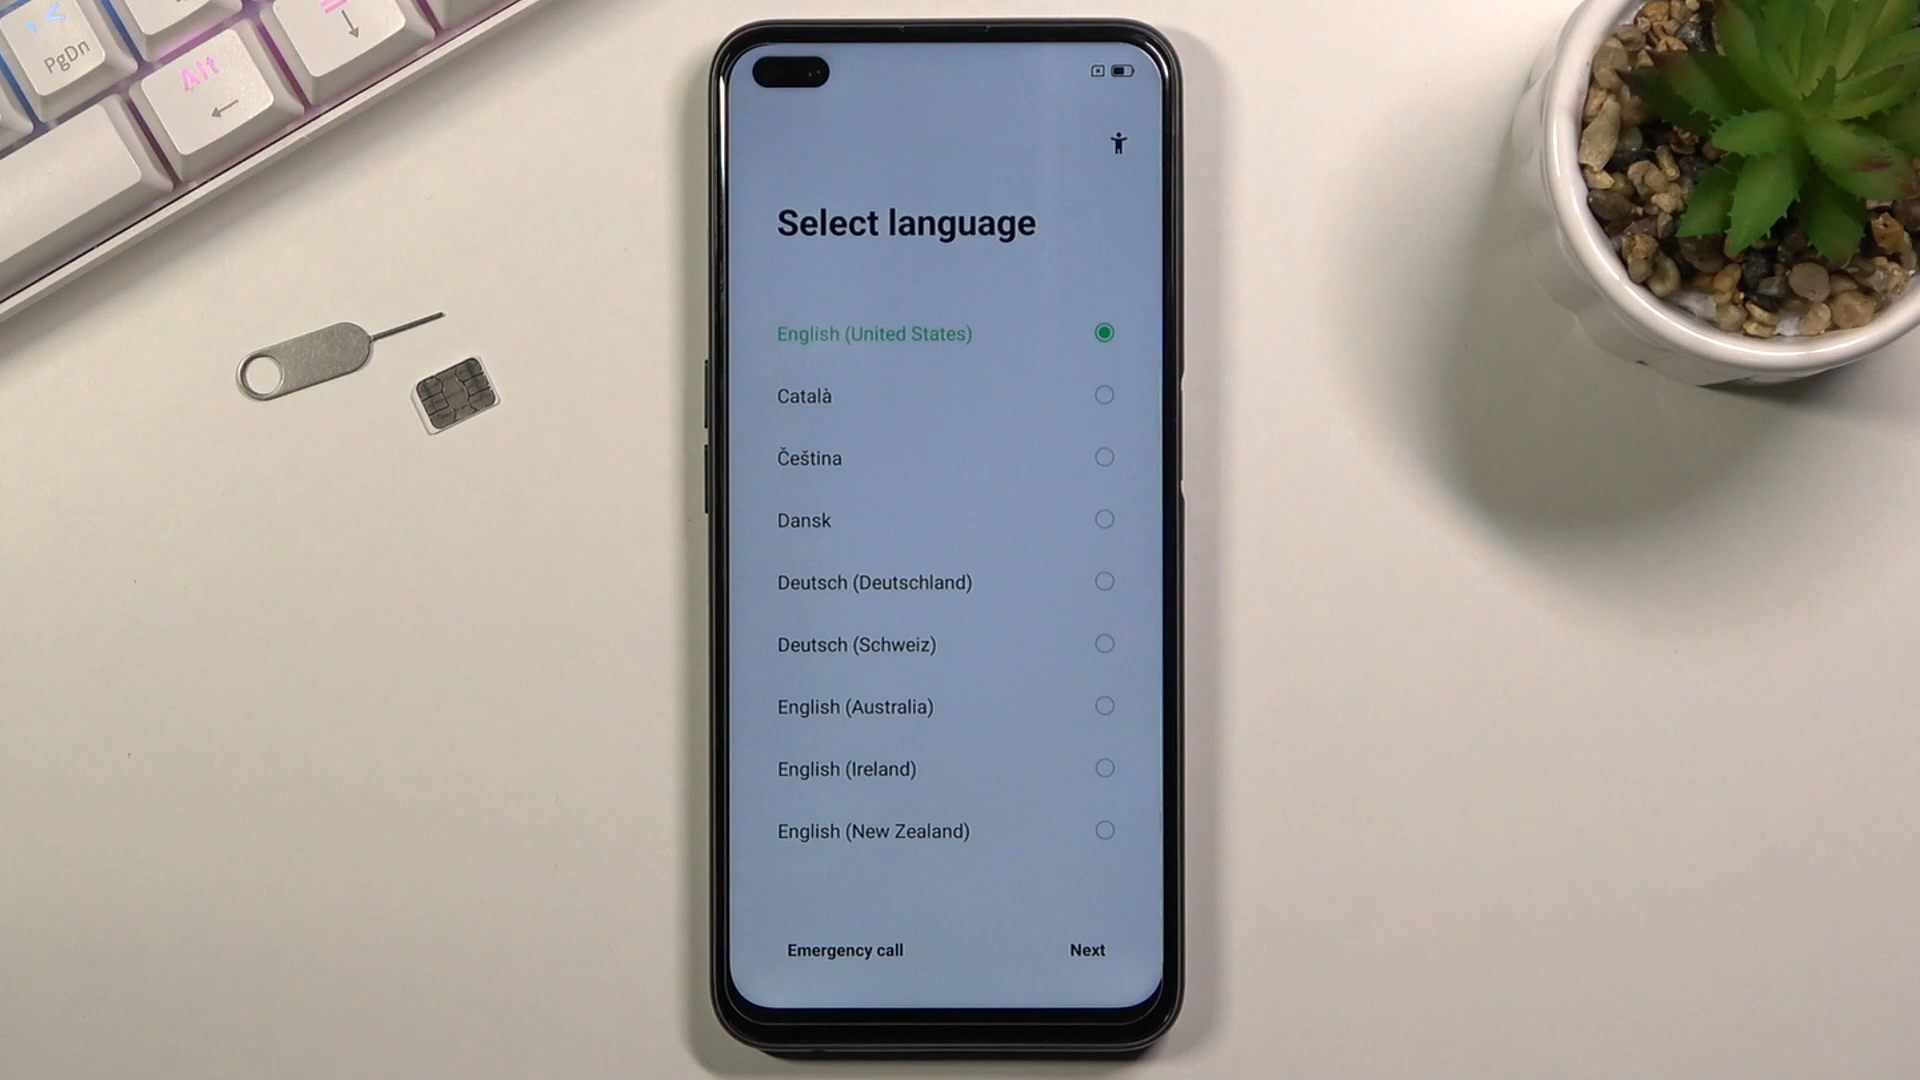 PgDn
Alt
Select language
English (United States)
Català
Čeština
Dansk
Deutsch (Deutschland)
Deutsch (Schweiz)
English (Australia)
English (Ireland)
English (New Zealand)
Emergency call
Next